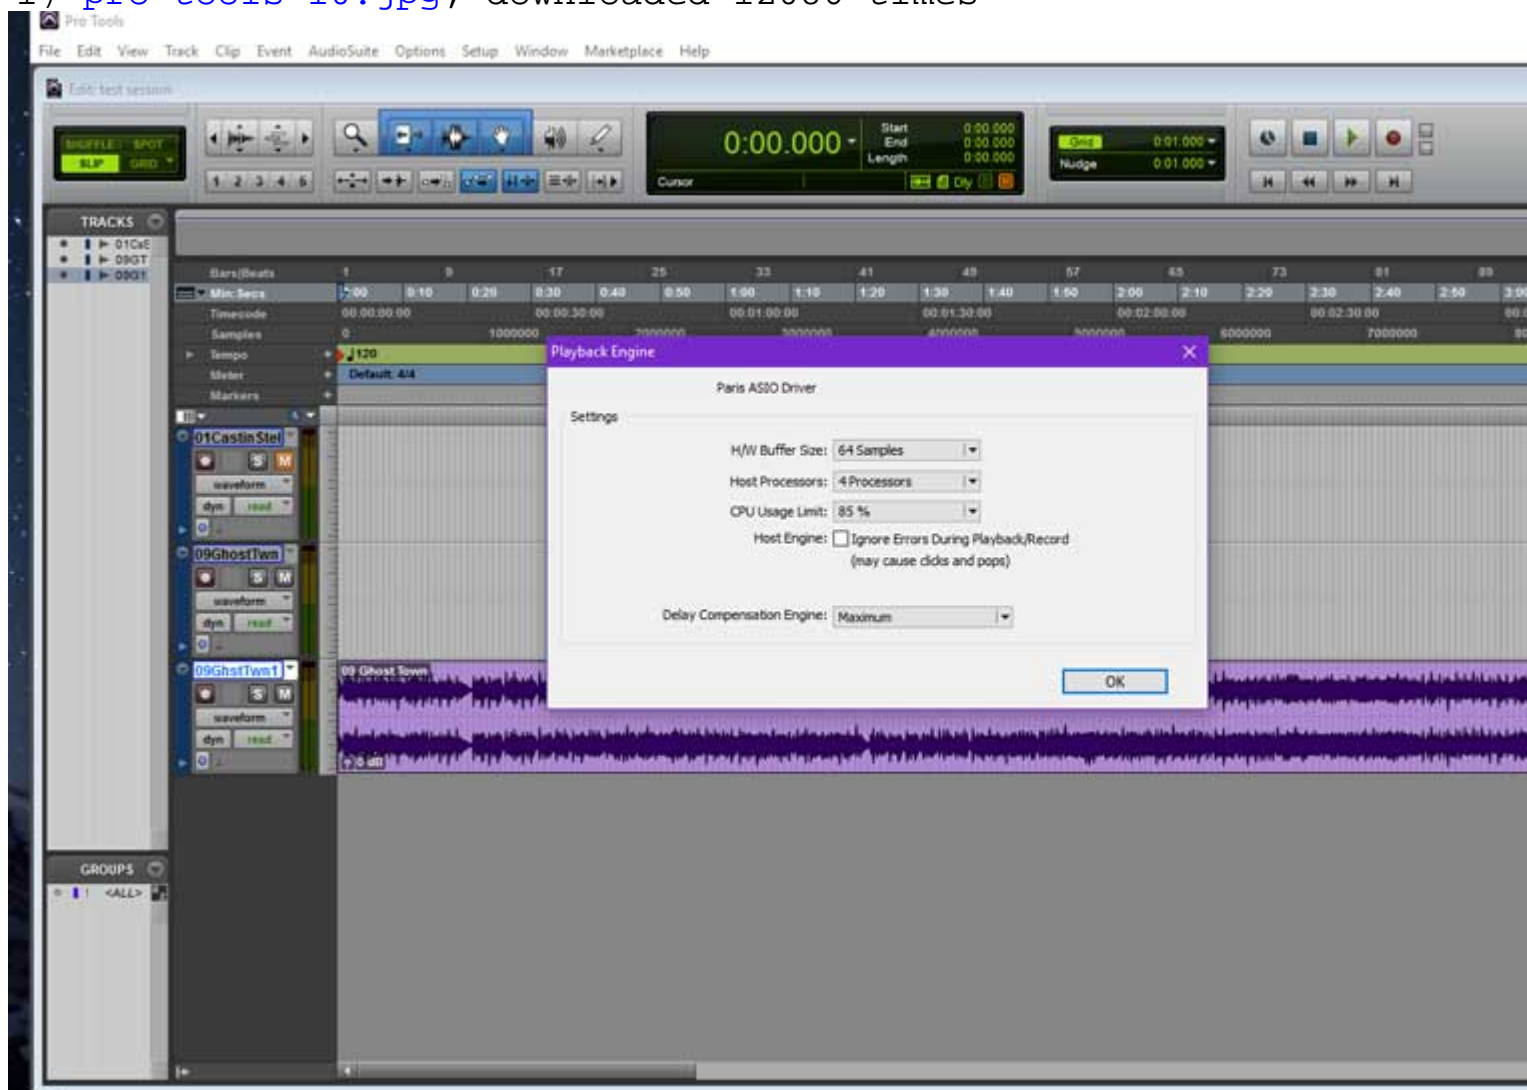 1) pro tools 10.jpg, downloaded 12080 times
Pro Tools
File Edit View Track Clip Event AudioSuite Options Setup Window Marketplace Help
Edit: test session
SHUFFLE SPOT
SLIP GRID
1 2 3 4 5
0:00.000
Start 0:00.000
End 0:00.000
Length 0:00.000
Cursor
Dly
Grid 0:01.000
Nudge 0:01.000
TRACKS
01CaS
09GT
09G1
Bars|Beats 1 9 17 25 33 41 49 57 65 73 81 89
Min:Secs 0:00 0:10 0:20 0:30 0:40 0:50 1:00 1:10 1:20 1:30 1:40 1:50 2:00 2:10 2:20 2:30 2:40 2:50 3:00
Timecode 00:00:00:00 00:00:30:00 00:01:00:00 00:01:30:00 00:02:00:00 00:02:30:00
Samples 0 1000000 2000000 3000000 4000000 5000000 6000000 7000000
Tempo 120
Meter Default: 4/4
Markers
Playback Engine
Paris ASIO Driver
Settings
H/W Buffer Size: 64 Samples
Host Processors: 4 Processors
CPU Usage Limit: 85 %
Host Engine: Ignore Errors During Playback/Record
(may cause clicks and pops)
Delay Compensation Engine: Maximum
OK
01CastinStel
S M
waveform
dyn read
09GhostTwn
S M
waveform
dyn read
09GhstTwn1
S M
waveform
dyn read
09 Ghost Town
0 dB
GROUPS
! <ALL>